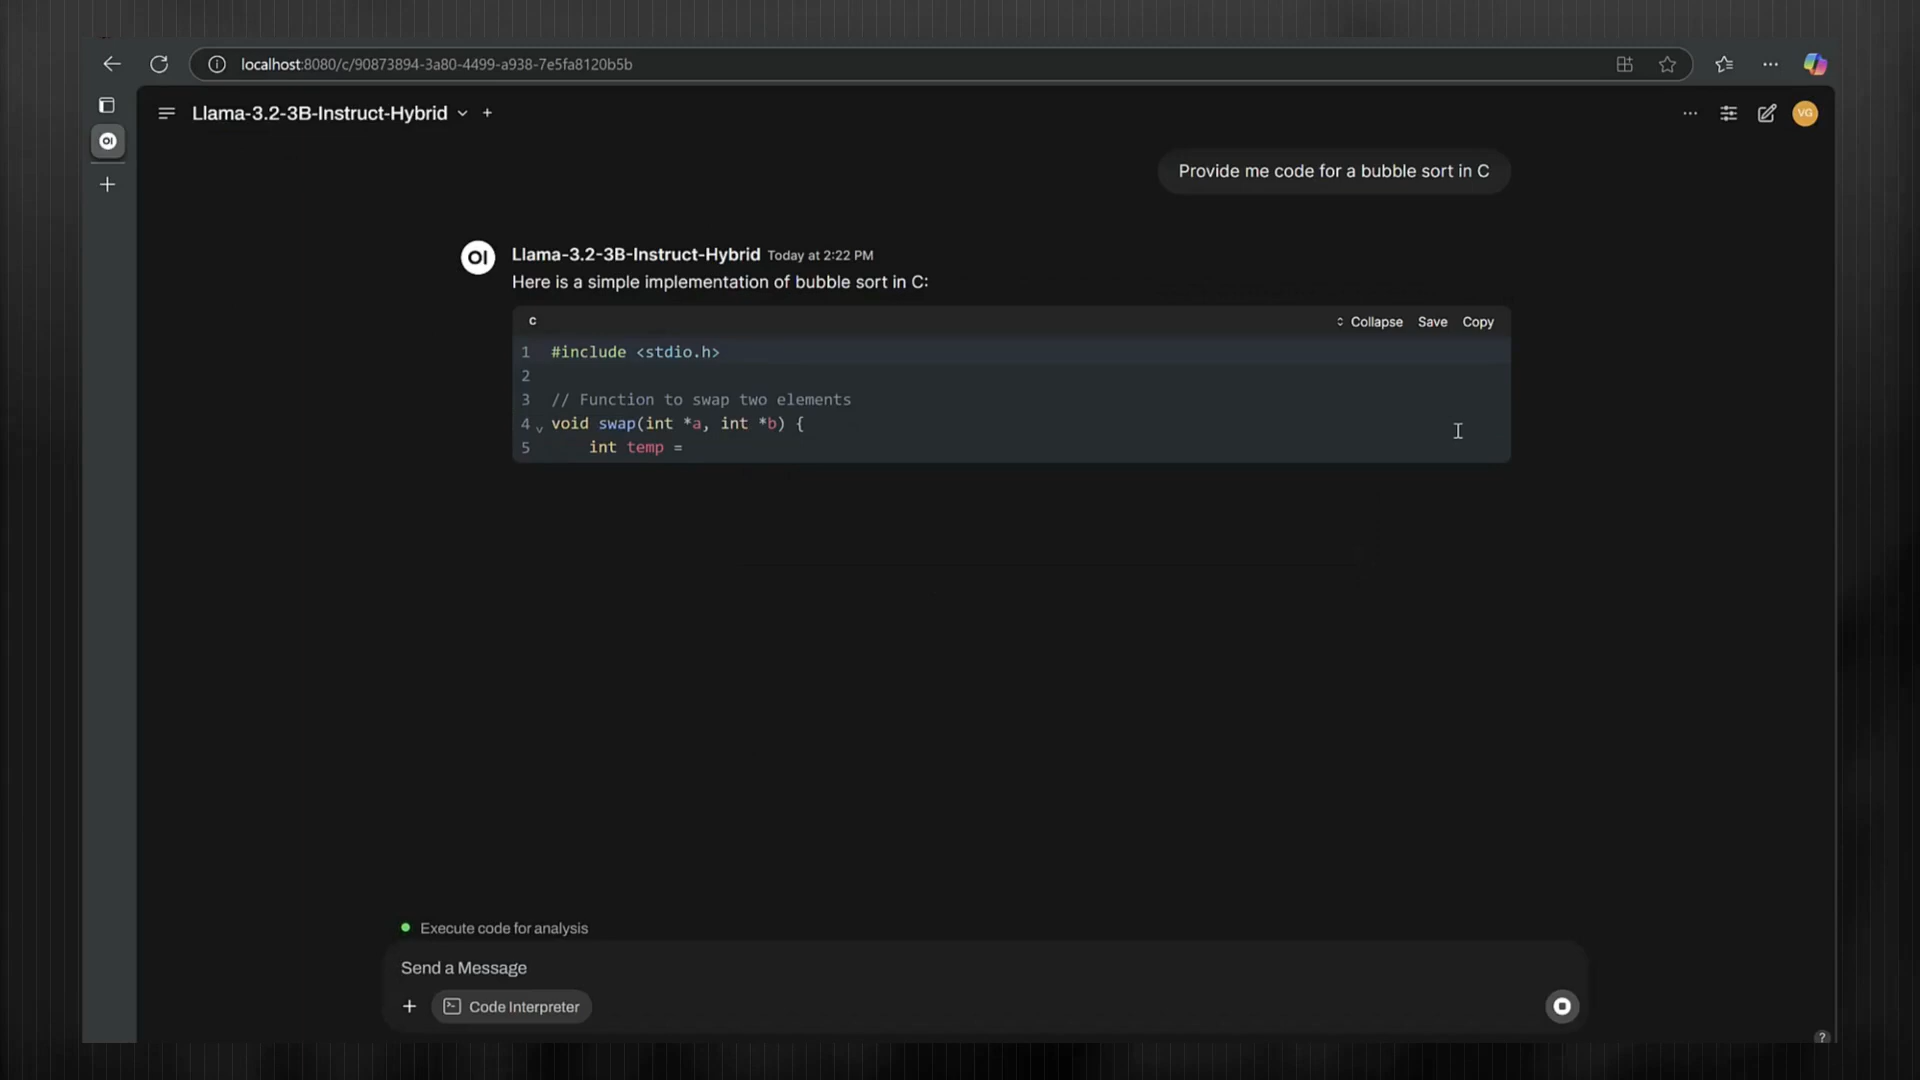 localhost:8080/c/90873894-3a80-4499-a938-7e5fa8120b5b
OI
Llama-3.2-3B-Instruct-Hybrid
VG
Provide me code for a bubble sort in C
OI
Llama-3.2-3B-Instruct-Hybrid Today at 2:22 PM
Here is a simple implementation of bubble sort in C:
c Collapse Save Copy
1 #include <stdio.h>
2
3 // Function to swap two elements
4 void swap(int *a, int *b) {
5 int temp =
Execute code for analysis
Send a Message
Code Interpreter
?